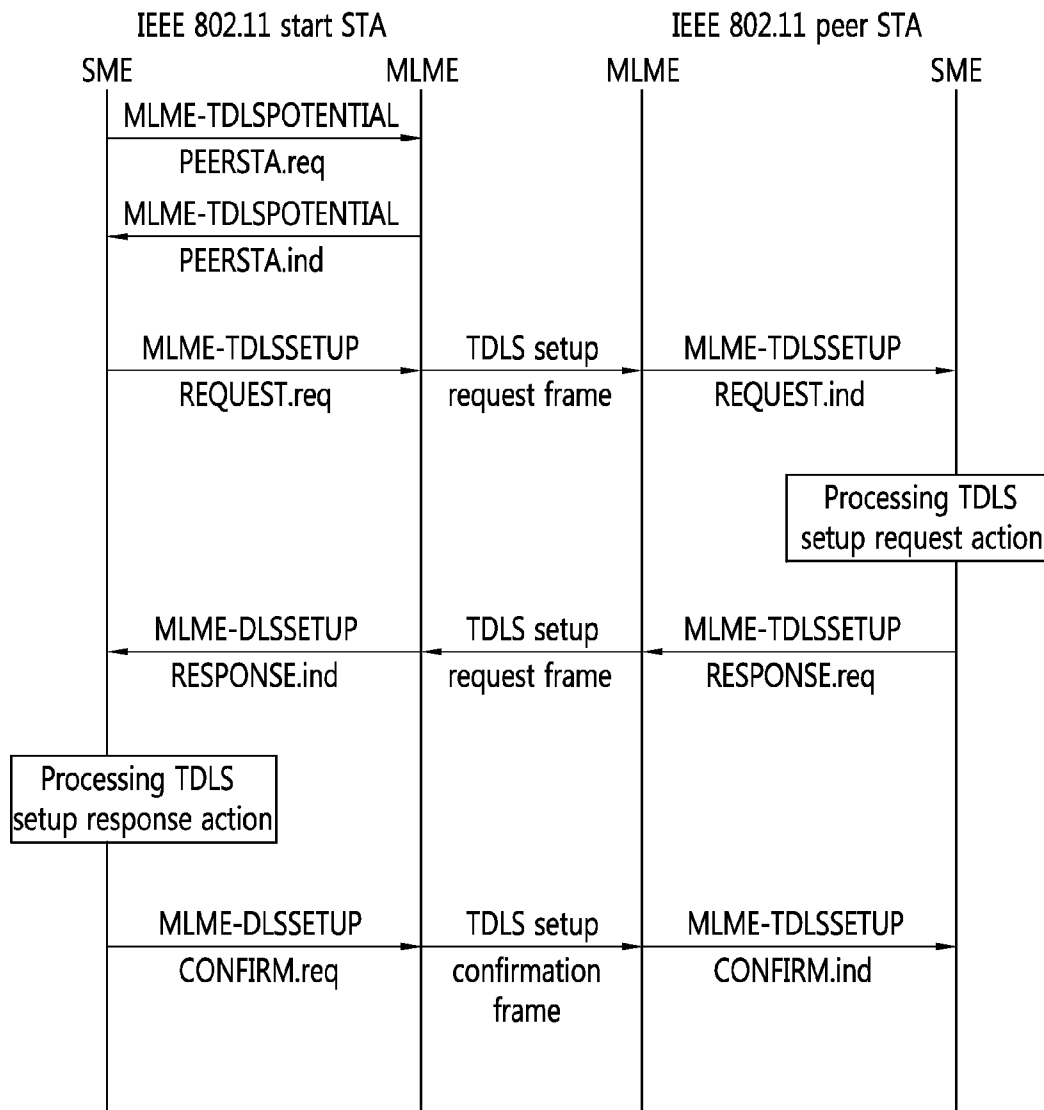 IEEE 802.11 start STA
IEEE 802.11 peer STA
SME
MLME
MLME
SME
MLME-TDLSPOTENTIAL
PEERSTA.req
MLME-TDLSPOTENTIAL
PEERSTA.ind
MLME-TDLSSETUP
TDLS setup
MLME-TDLSSETUP
REQUEST.req
request frame
REQUEST.ind
Processing TDLS
setup request action
MLME-DLSSETUP
TDLS setup
MLME-TDLSSETUP
RESPONSE.ind
request frame
RESPONSE.req
Processing TDLS
setup response action
MLME-DLSSETUP
TDLS setup
MLME-TDLSSETUP
CONFIRM.req
confirmation
CONFIRM.ind
frame